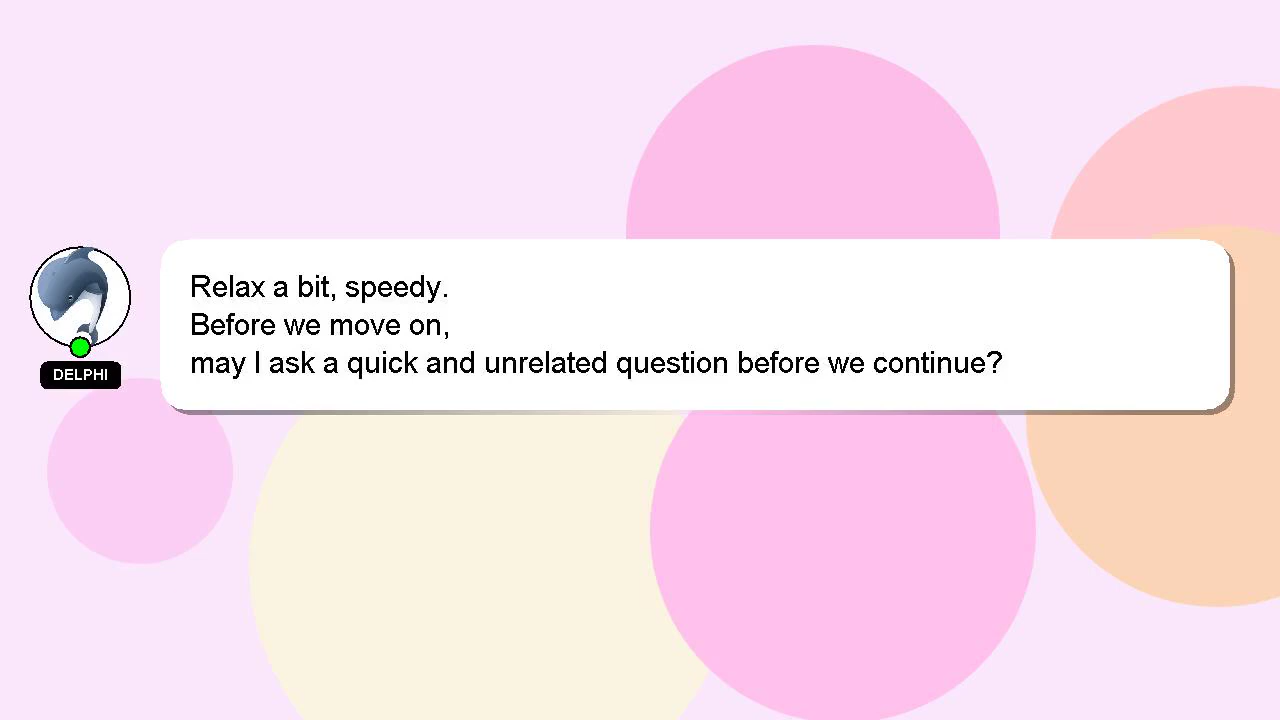 Relax a bit, speedy.
Before we move on,
may I ask a quick and unrelated question before we continue?
DELPHI